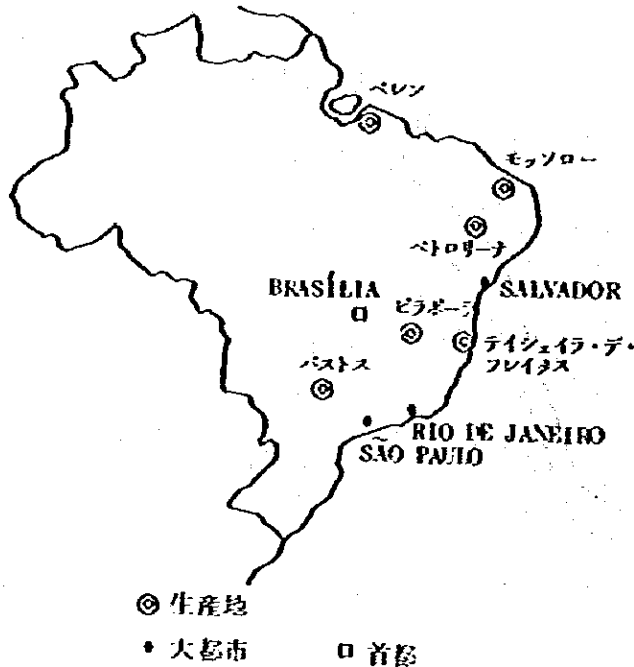 ベレン
モッソロー
ペトロリーナ
BRASÍLIA
SALVADOR
ピラポーラ
テイシェイラ・デ・
フレイタス
バストス
RIO DE JANEIRO
SÃO PAULO
生産地
大都市
首都